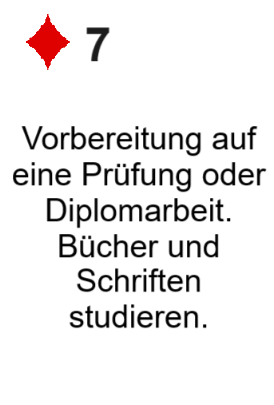 7
Vorbereitung auf
eine Prüfung oder
Diplomarbeit.
Bücher und
Schriften
studieren.